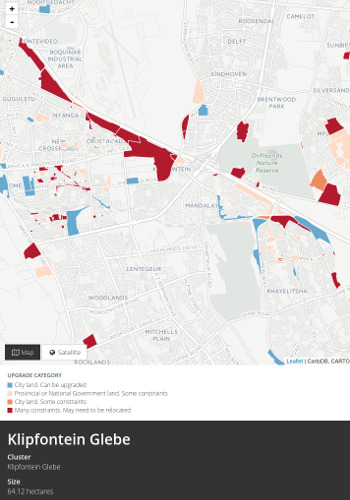 +
NOOITGEDACHT
CAMELOT
ROOSENDAL
-
MONTEVIDEO
DELFT
BOQUINAR
INDUSTRIAL
AREA
EINDHOVEN
SILVERSANDS
GUGULETU
BRENTWOOD
PARK
NYANGA
NEW
CROSSROADS
CROSSROADS
Driftsands
Nature
Reserve
MANDALAY
LENTEGEUR
KHAYELITSHA
WOODLANDS
MITCHELLS
PLAIN
ROCKLANDS
Map
Satellite
Leaflet | CartoDB, CARTO
UPGRADE CATEGORY
City land. Can be upgraded
Provincial or National Government land. Some constraints
City land. Some constraints
Many constraints. May need to be relocated
Klipfontein Glebe
Cluster
Klipfontein Glebe
Size
64.12 hectares